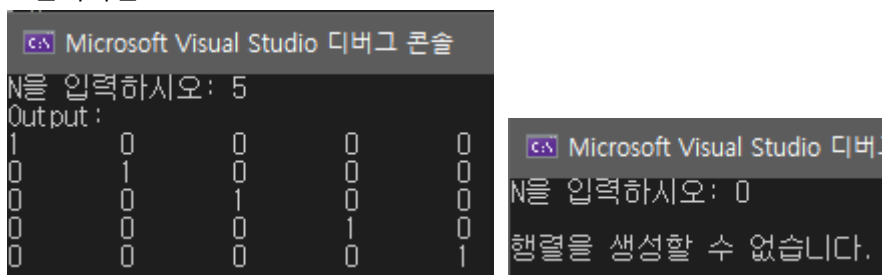 Microsoft Visual Studio 디버그 콘솔
N을 입력하시오: 5
Output:
1 0 0 0 0
0 1 0 0 0
0 0 1 0 0
0 0 0 1 0
0 0 0 0 1
Microsoft Visual Studio 디버
N을 입력하시오: 0
행렬을 생성할 수 없습니다.